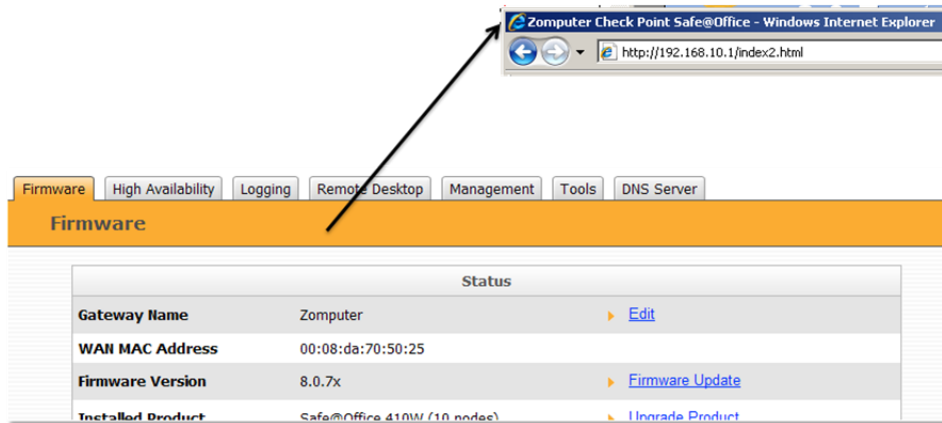 Zomputer Check Point Safe@Office - Windows Internet Explorer
http://192.168.10.1/index2.html
Firmware High Availability Logging Remote Desktop Management Tools DNS Server
Firmware
Status
Gateway Name Zomputer Edit
WAN MAC Address 00:08:da:70:50:25
Firmware Version 8.0.7x Firmware Update
Installed Product Safe@Office 410W (10 nodes) Upgrade Product